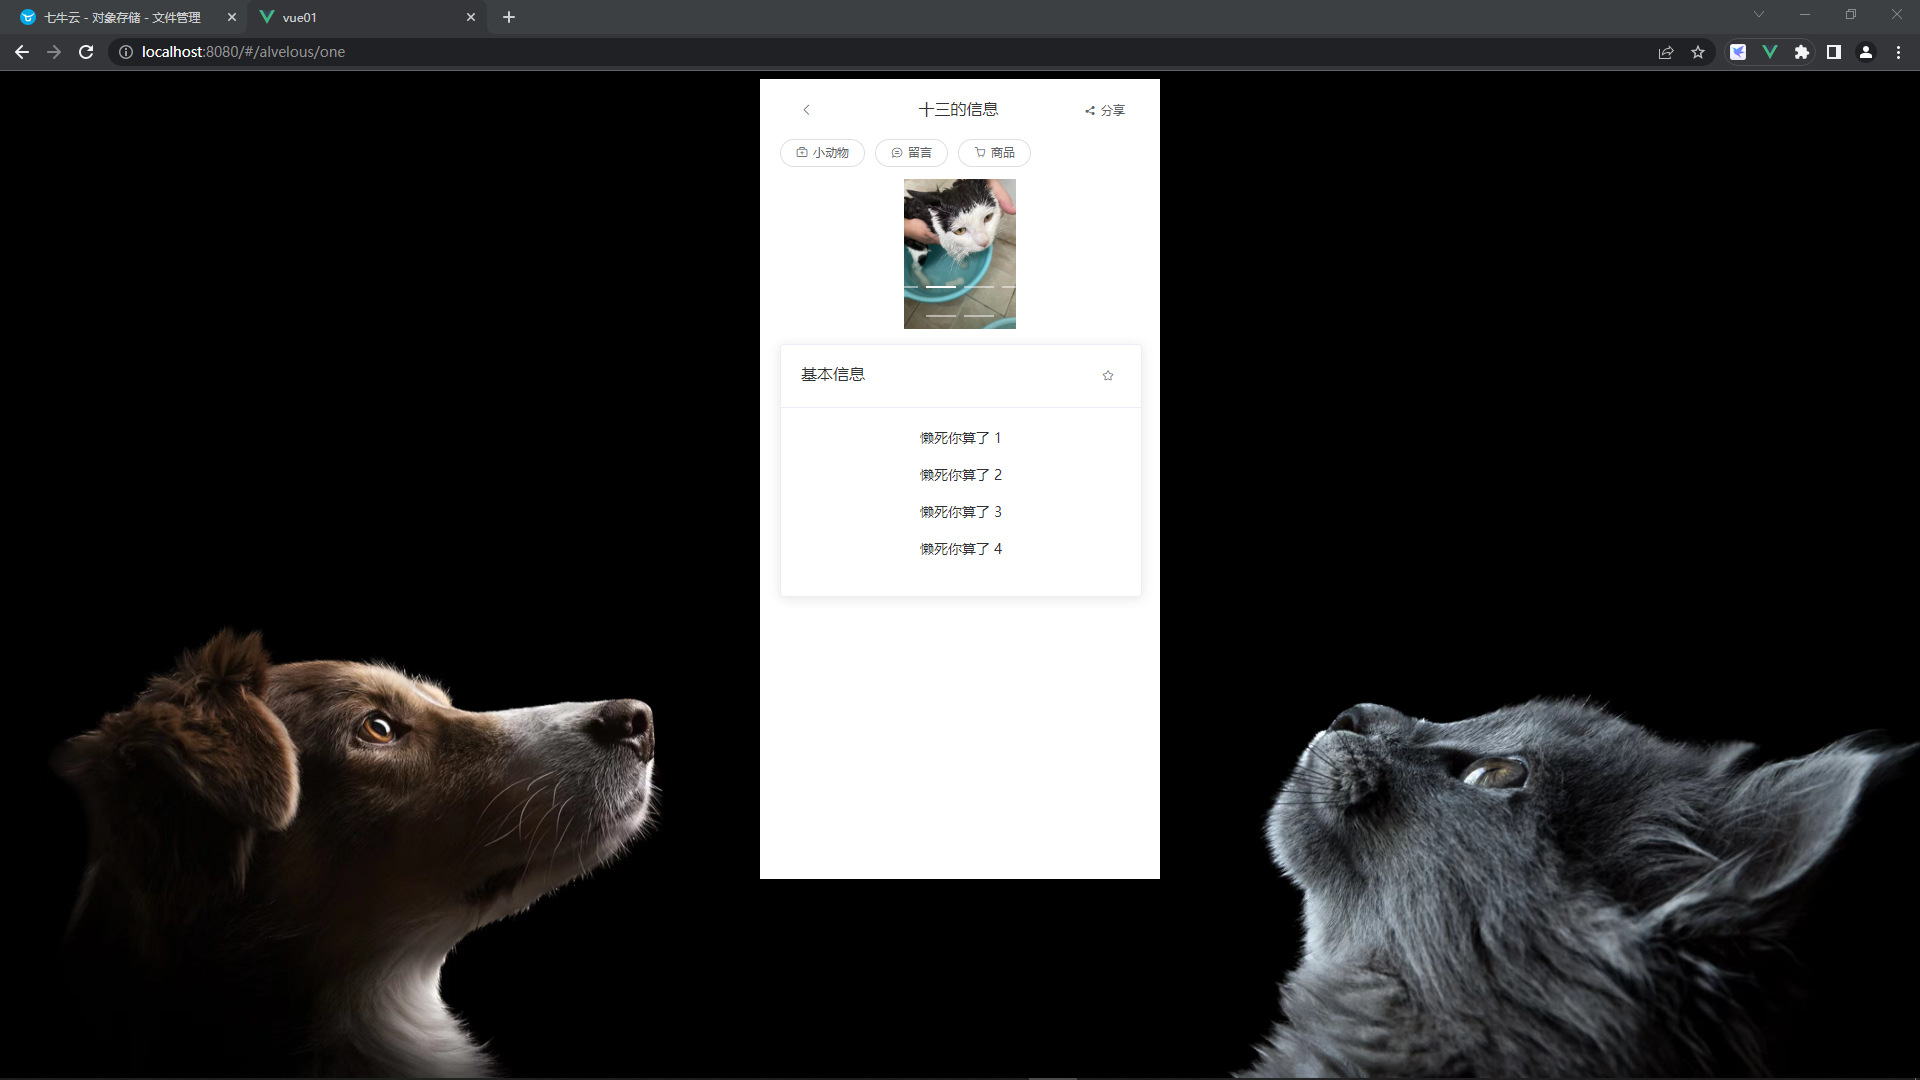 七牛云 - 对象存储 - 文件管理
vue01
localhost:8080/#/alvelous/one
十三的信息
分享
小动物 留言 商品
基本信息
懒死你算了 1
懒死你算了 2
懒死你算了 3
懒死你算了 4